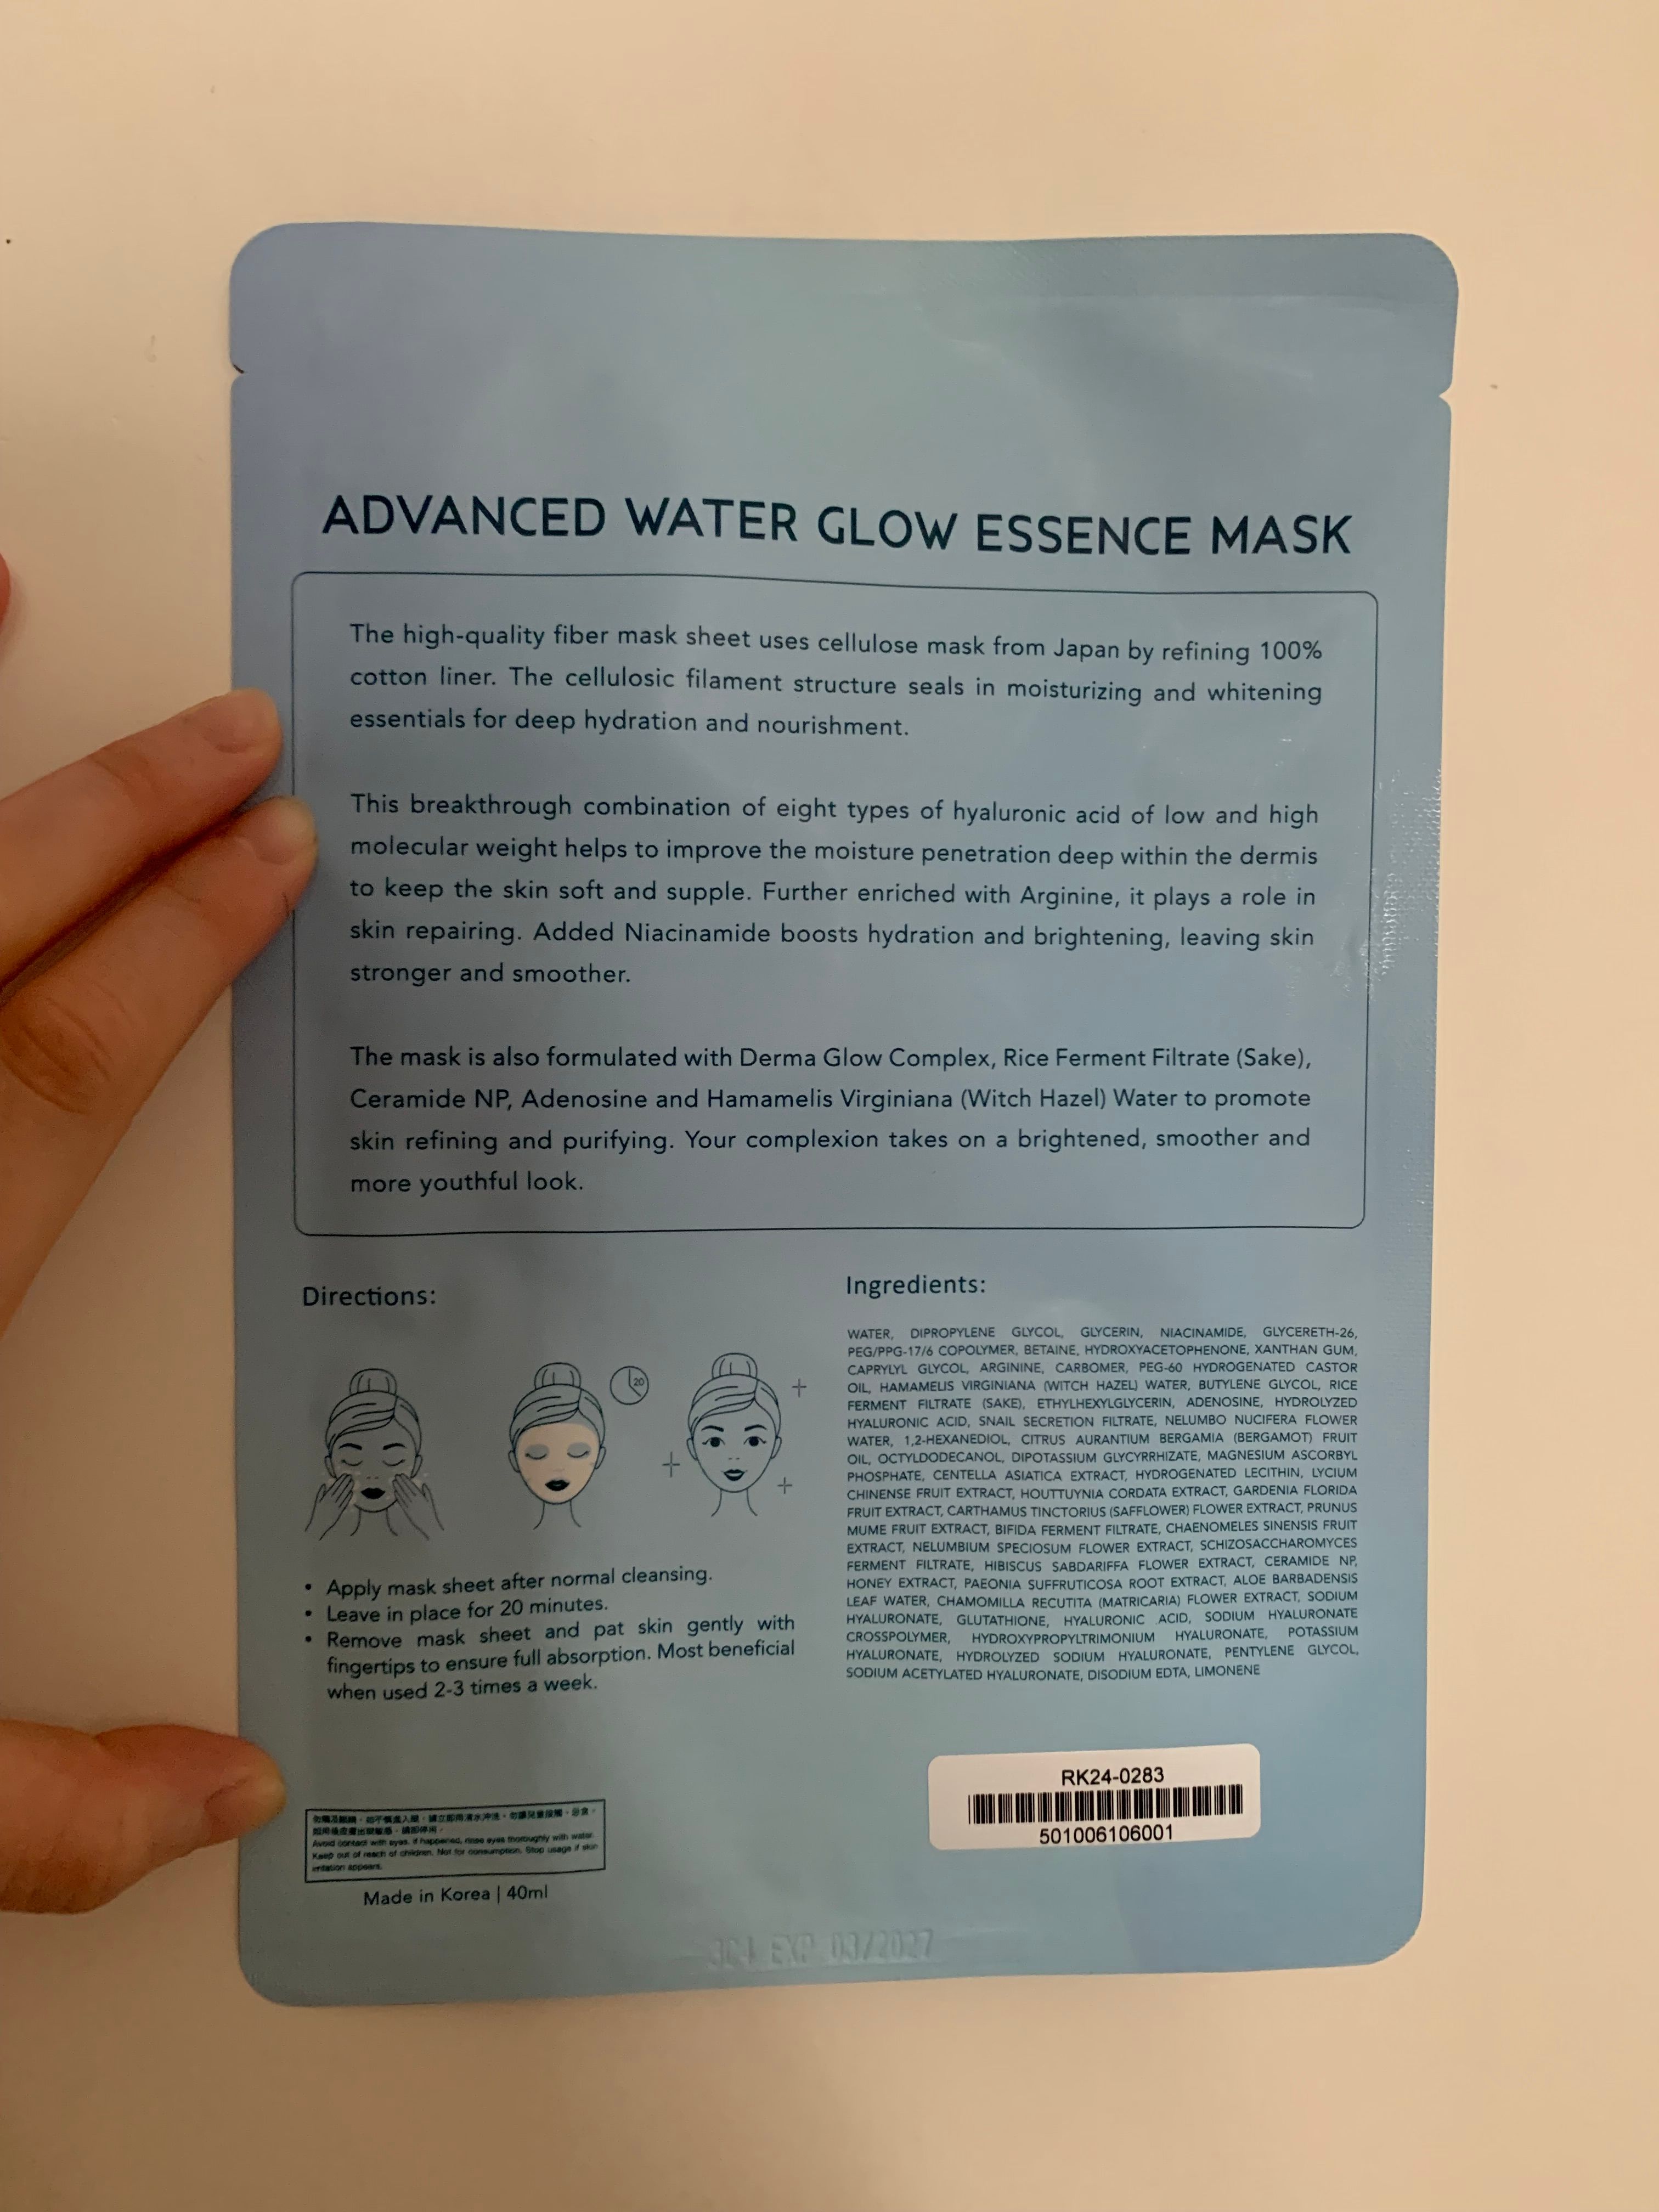 ADVANCED WATER GLOW ESSENCE MASK
The high-quality fiber mask sheet uses cellulose mask from Japan by refining 100%
cotton liner. The cellulosic filament structure seals in moisturizing and whitening
essentials for deep hydration and nourishment.
This breakthrough combination of eight types of hyaluronic acid of low and high
molecular weight helps to improve the moisture penetration deep within the dermis
to keep the skin soft and supple. Further enriched with Arginine, it plays a role in
skin repairing. Added Niacinamide boosts hydration and brightening, leaving skin
stronger and smoother.
The mask is also formulated with Derma Glow Complex, Rice Ferment Filtrate (Sake),
Ceramide NP, Adenosine and Hamamelis Virginiana (Witch Hazel) Water to promote
skin refining and purifying. Your complexion takes on a brightened, smoother and
more youthful look.
Directions:
20
• Apply mask sheet after normal cleansing.
• Leave in place for 20 minutes.
• Remove mask sheet and pat skin gently with
fingertips to ensure full absorption. Most beneficial
when used 2-3 times a week.
Ingredients:
WATER, DIPROPYLENE GLYCOL, GLYCERIN, NIACINAMIDE, GLYCERETH-26,
PEG/PPG-17/6 COPOLYMER, BETAINE, HYDROXYACETOPHENONE, XANTHAN GUM,
CAPRYLYL GLYCOL, ARGININE, CARBOMER, PEG-60 HYDROGENATED CASTOR
OIL, HAMAMELIS VIRGINIANA (WITCH HAZEL) WATER, BUTYLENE GLYCOL, RICE
FERMENT FILTRATE (SAKE), ETHYLHEXYLGLYCERIN, ADENOSINE, HYDROLYZED
HYALURONIC ACID, SNAIL SECRETION FILTRATE, NELUMBO NUCIFERA FLOWER
WATER, 1,2-HEXANEDIOL, CITRUS AURANTIUM BERGAMIA (BERGAMOT) FRUIT
OIL, OCTYLDODECANOL, DIPOTASSIUM GLYCYRRHIZATE, MAGNESIUM ASCORBYL
PHOSPHATE, CENTELLA ASIATICA EXTRACT, HYDROGENATED LECITHIN, LYCIUM
CHINENSE FRUIT EXTRACT, HOUTTUYNIA CORDATA EXTRACT, GARDENIA FLORIDA
FRUIT EXTRACT, CARTHAMUS TINCTORIUS (SAFFLOWER) FLOWER EXTRACT, PRUNUS
MUME FRUIT EXTRACT, BIFIDA FERMENT FILTRATE, CHAENOMELES SINENSIS FRUIT
EXTRACT, NELUMBIUM SPECIOSUM FLOWER EXTRACT, SCHIZOSACCHAROMYCES
FERMENT FILTRATE, HIBISCUS SABDARIFFA FLOWER EXTRACT, CERAMIDE NP,
HONEY EXTRACT, PAEONIA SUFFRUTICOSA ROOT EXTRACT, ALOE BARBADENSIS
LEAF WATER, CHAMOMILLA RECUTITA (MATRICARIA) FLOWER EXTRACT, SODIUM
HYALURONATE, GLUTATHIONE, HYALURONIC ACID, SODIUM HYALURONATE
CROSSPOLYMER, HYDROXYPROPYLTRIMONIUM HYALURONATE, POTASSIUM
HYALURONATE, HYDROLYZED SODIUM HYALURONATE, PENTYLENE GLYCOL,
SODIUM ACETYLATED HYALURONATE, DISODIUM EDTA, LIMONENE
Avoid contact with eyes. if happened, rinse eyes thoroughly with water.
Keep out of reach of children. Not for consumption. Stop usage if skin
irritation appears.
Made in Korea | 40ml
RK24-0283
501006106001
EXP 03/2027